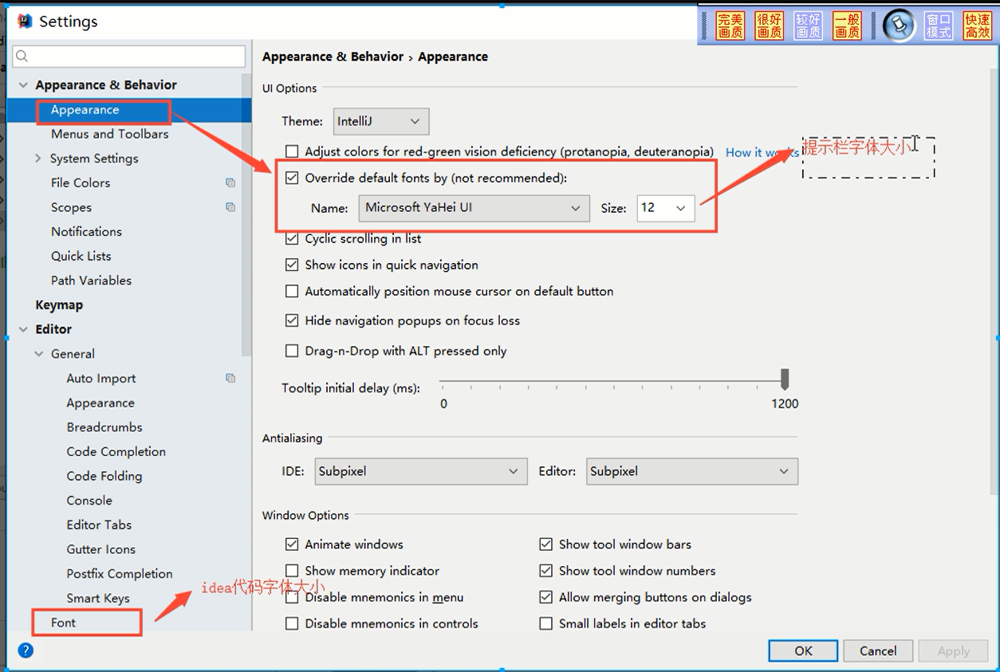 Settings
完美画质
很好画质
较好画质
一般画质
窗口模式
快速高效
Appearance & Behavior
Appearance
Menus and Toolbars
System Settings
File Colors
Scopes
Notifications
Quick Lists
Path Variables
Keymap
Editor
General
Auto Import
Appearance
Breadcrumbs
Code Completion
Code Folding
Console
Editor Tabs
Gutter Icons
Postfix Completion
Smart Keys
Font
idea代码字体大小
Appearance & Behavior › Appearance
UI Options
Theme: IntelliJ
Adjust colors for red-green vision deficiency (protanopia, deuteranopia) How it works
提示栏字体大小
Override default fonts by (not recommended):
Name: Microsoft YaHei UI Size: 12
Cyclic scrolling in list
Show icons in quick navigation
Automatically position mouse cursor on default button
Hide navigation popups on focus loss
Drag-n-Drop with ALT pressed only
Tooltip initial delay (ms):
0 1200
Antialiasing
IDE: Subpixel Editor: Subpixel
Window Options
Animate windows Show tool window bars
Show memory indicator Show tool window numbers
Disable mnemonics in menu Allow merging buttons on dialogs
Disable mnemonics in controls Small labels in editor tabs
? OK Cancel Apply